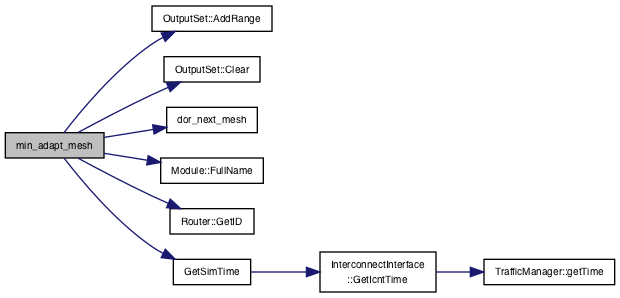 OutputSet::AddRange
OutputSet::Clear
dor_next_mesh
min_adapt_mesh
Module::FullName
Router::GetID
GetSimTime
InterconnectInterface
::GetIcntTime
TrafficManager::getTime